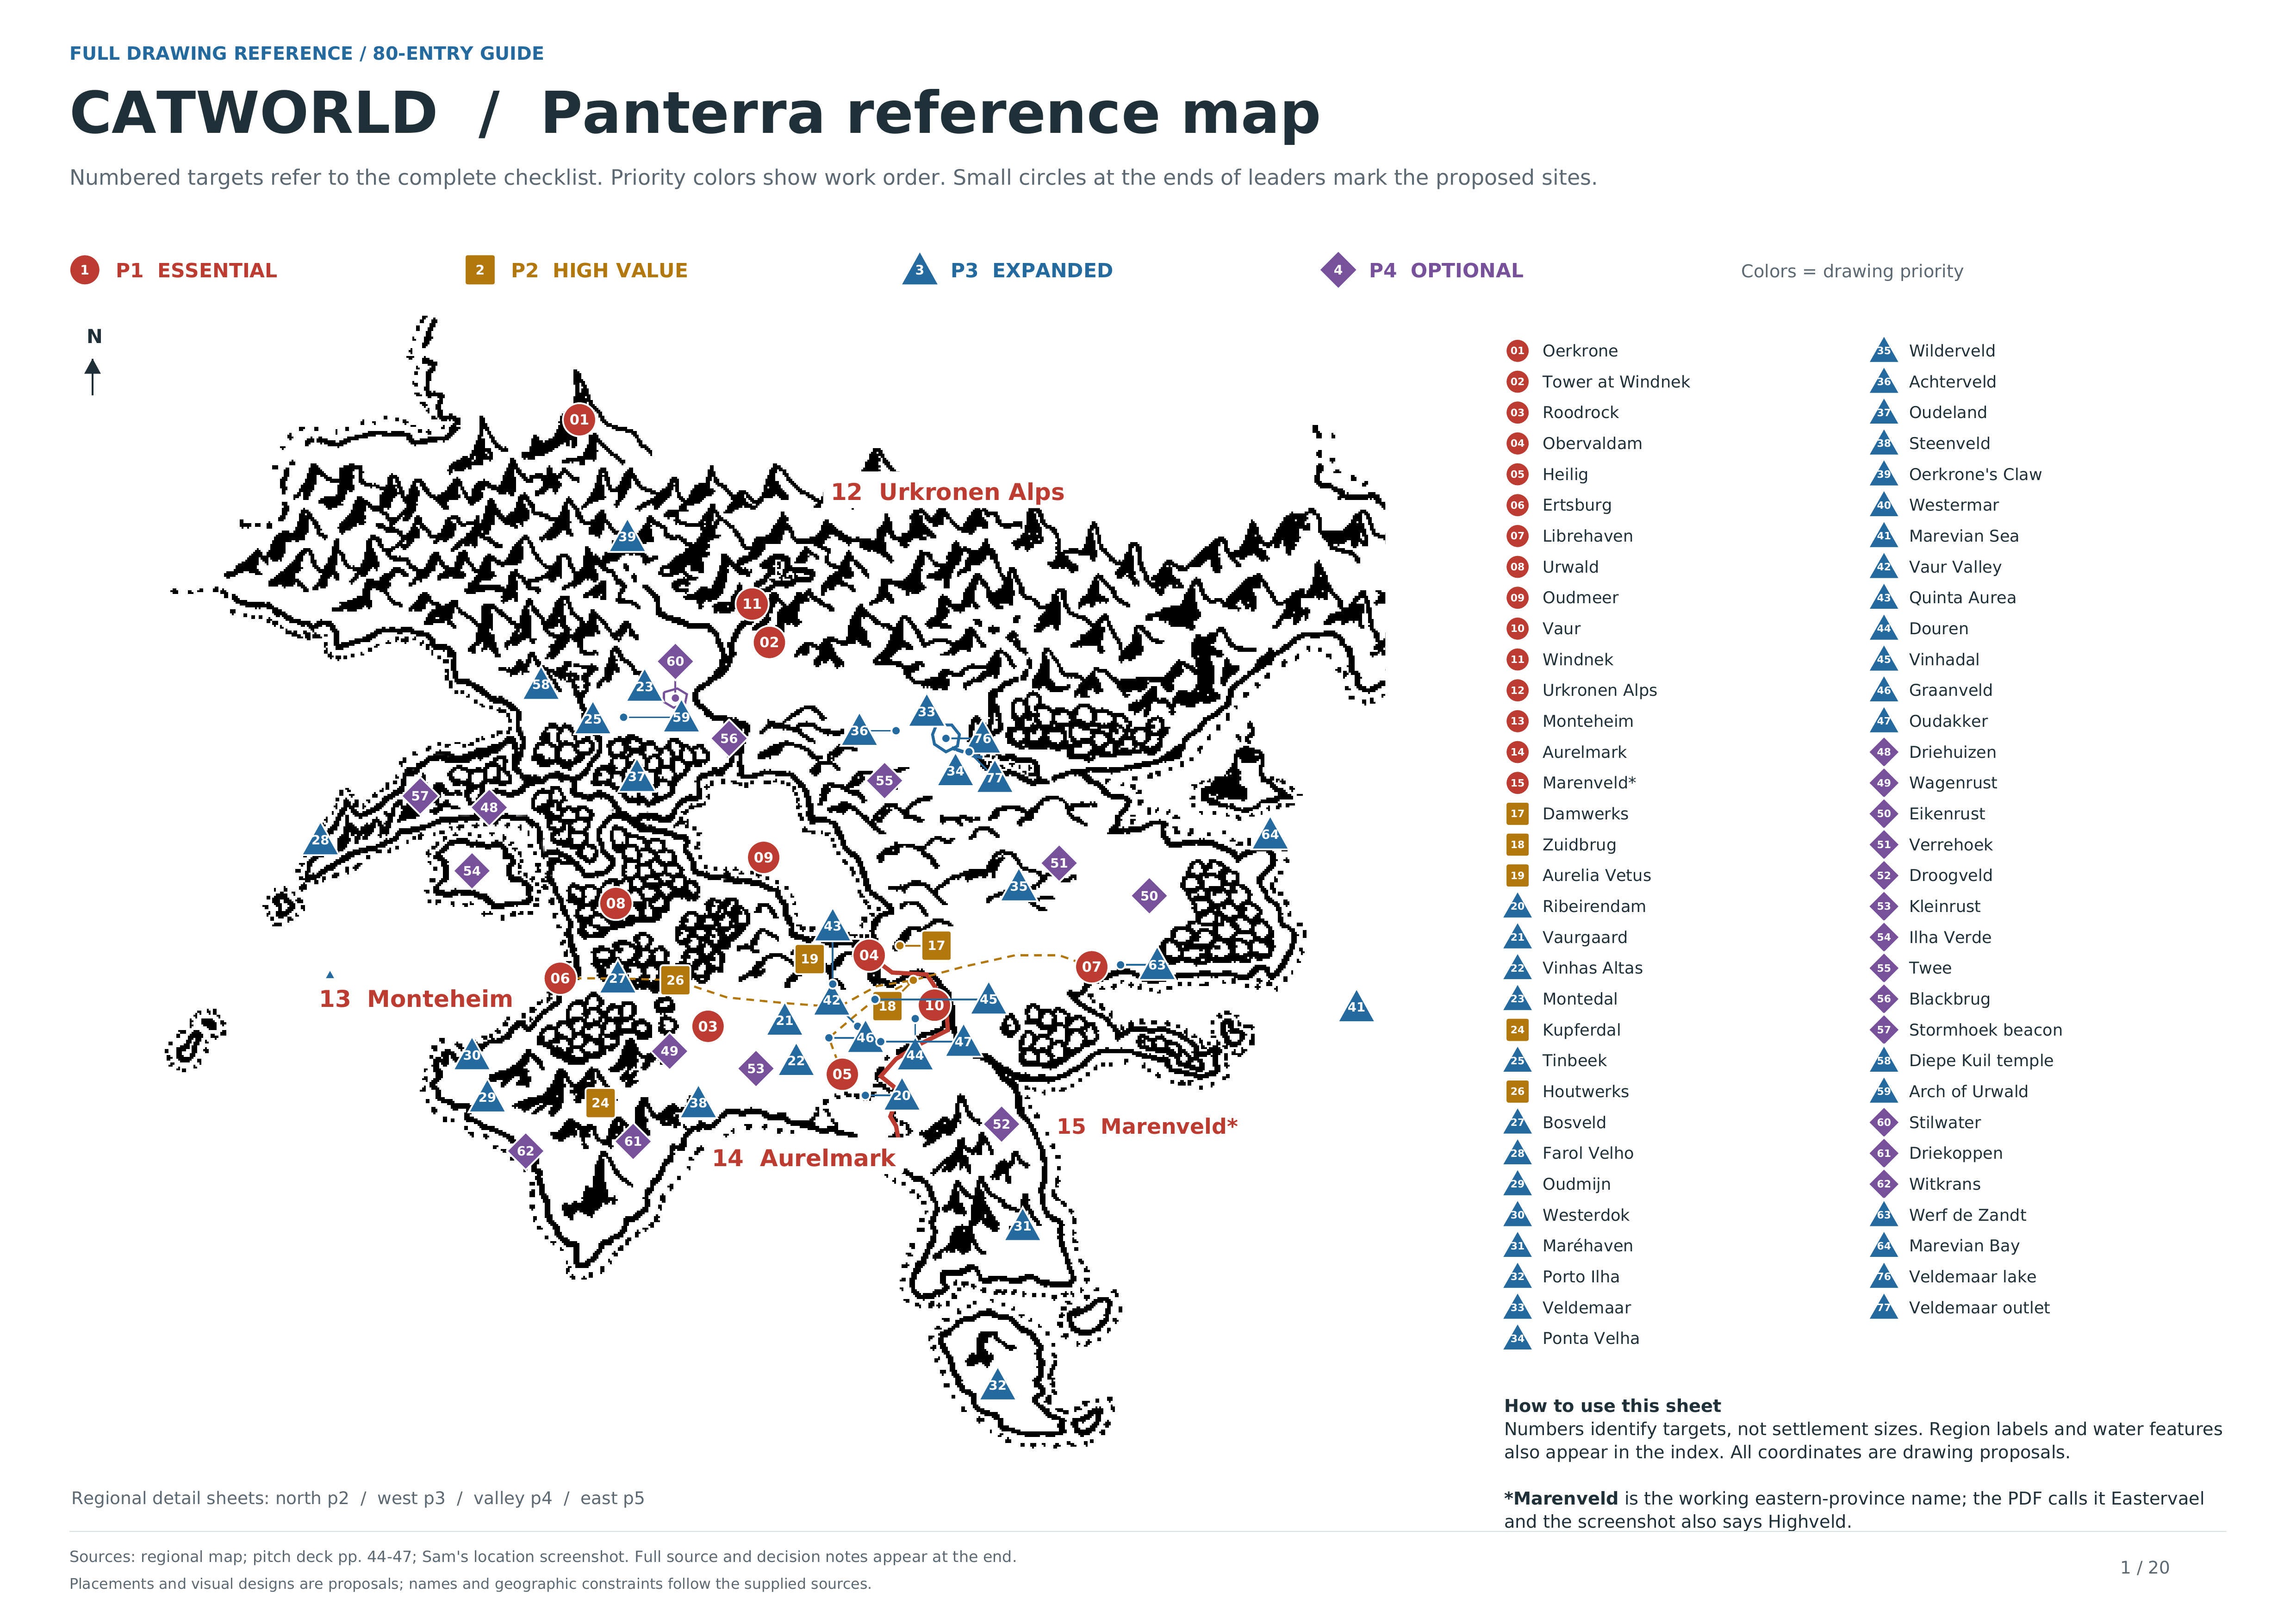 FULL DRAWING REFERENCE / 80-ENTRY GUIDE
CATWORLD / Panterra reference map
Numbered targets refer to the complete checklist. Priority colors show work order. Small circles at the ends of leaders mark the proposed sites.
1 P1 ESSENTIAL
2 P2 HIGH VALUE
3 P3 EXPANDED
4 P4 OPTIONAL
Colors = drawing priority
N
01
12 Urkronen Alps
39
11
02
60
58
23
33
25
59
56
36
76
34
77
37
55
57
48
28
64
09
51
54
35
08
50
43
17
04
19
07
63
06
27
26
13 Monteheim
42
18
10
45
41
21
03
46
47
30
49
44
22
53
05
29
24
38
20
52
15 Marenveld*
61
62
14 Aurelmark
31
32
01 Oerkrone
02 Tower at Windnek
03 Roodrock
04 Obervaldam
05 Heilig
06 Ertsburg
07 Librehaven
08 Urwald
09 Oudmeer
10 Vaur
11 Windnek
12 Urkronen Alps
13 Monteheim
14 Aurelmark
15 Marenveld*
17 Damwerks
18 Zuidbrug
19 Aurelia Vetus
20 Ribeirendam
21 Vaurgaard
22 Vinhas Altas
23 Montedal
24 Kupferdal
25 Tinbeek
26 Houtwerks
27 Bosveld
28 Farol Velho
29 Oudmijn
30 Westerdok
31 Maréhaven
32 Porto Ilha
33 Veldemaar
34 Ponta Velha
35 Wilderveld
36 Achterveld
37 Oudeland
38 Steenveld
39 Oerkrone's Claw
40 Westermar
41 Marevian Sea
42 Vaur Valley
43 Quinta Aurea
44 Douren
45 Vinhadal
46 Graanveld
47 Oudakker
48 Driehuizen
49 Wagenrust
50 Eikenrust
51 Verrehoek
52 Droogveld
53 Kleinrust
54 Ilha Verde
55 Twee
56 Blackbrug
57 Stormhoek beacon
58 Diepe Kuil temple
59 Arch of Urwald
60 Stilwater
61 Driekoppen
62 Witkrans
63 Werf de Zandt
64 Marevian Bay
76 Veldemaar lake
77 Veldemaar outlet
How to use this sheet
Numbers identify targets, not settlement sizes. Region labels and water features
also appear in the index. All coordinates are drawing proposals.
*Marenveld is the working eastern-province name; the PDF calls it Eastervael
and the screenshot also says Highveld.
Regional detail sheets: north p2 / west p3 / valley p4 / east p5
Sources: regional map; pitch deck pp. 44-47; Sam's location screenshot. Full source and decision notes appear at the end.
Placements and visual designs are proposals; names and geographic constraints follow the supplied sources.
1 / 20